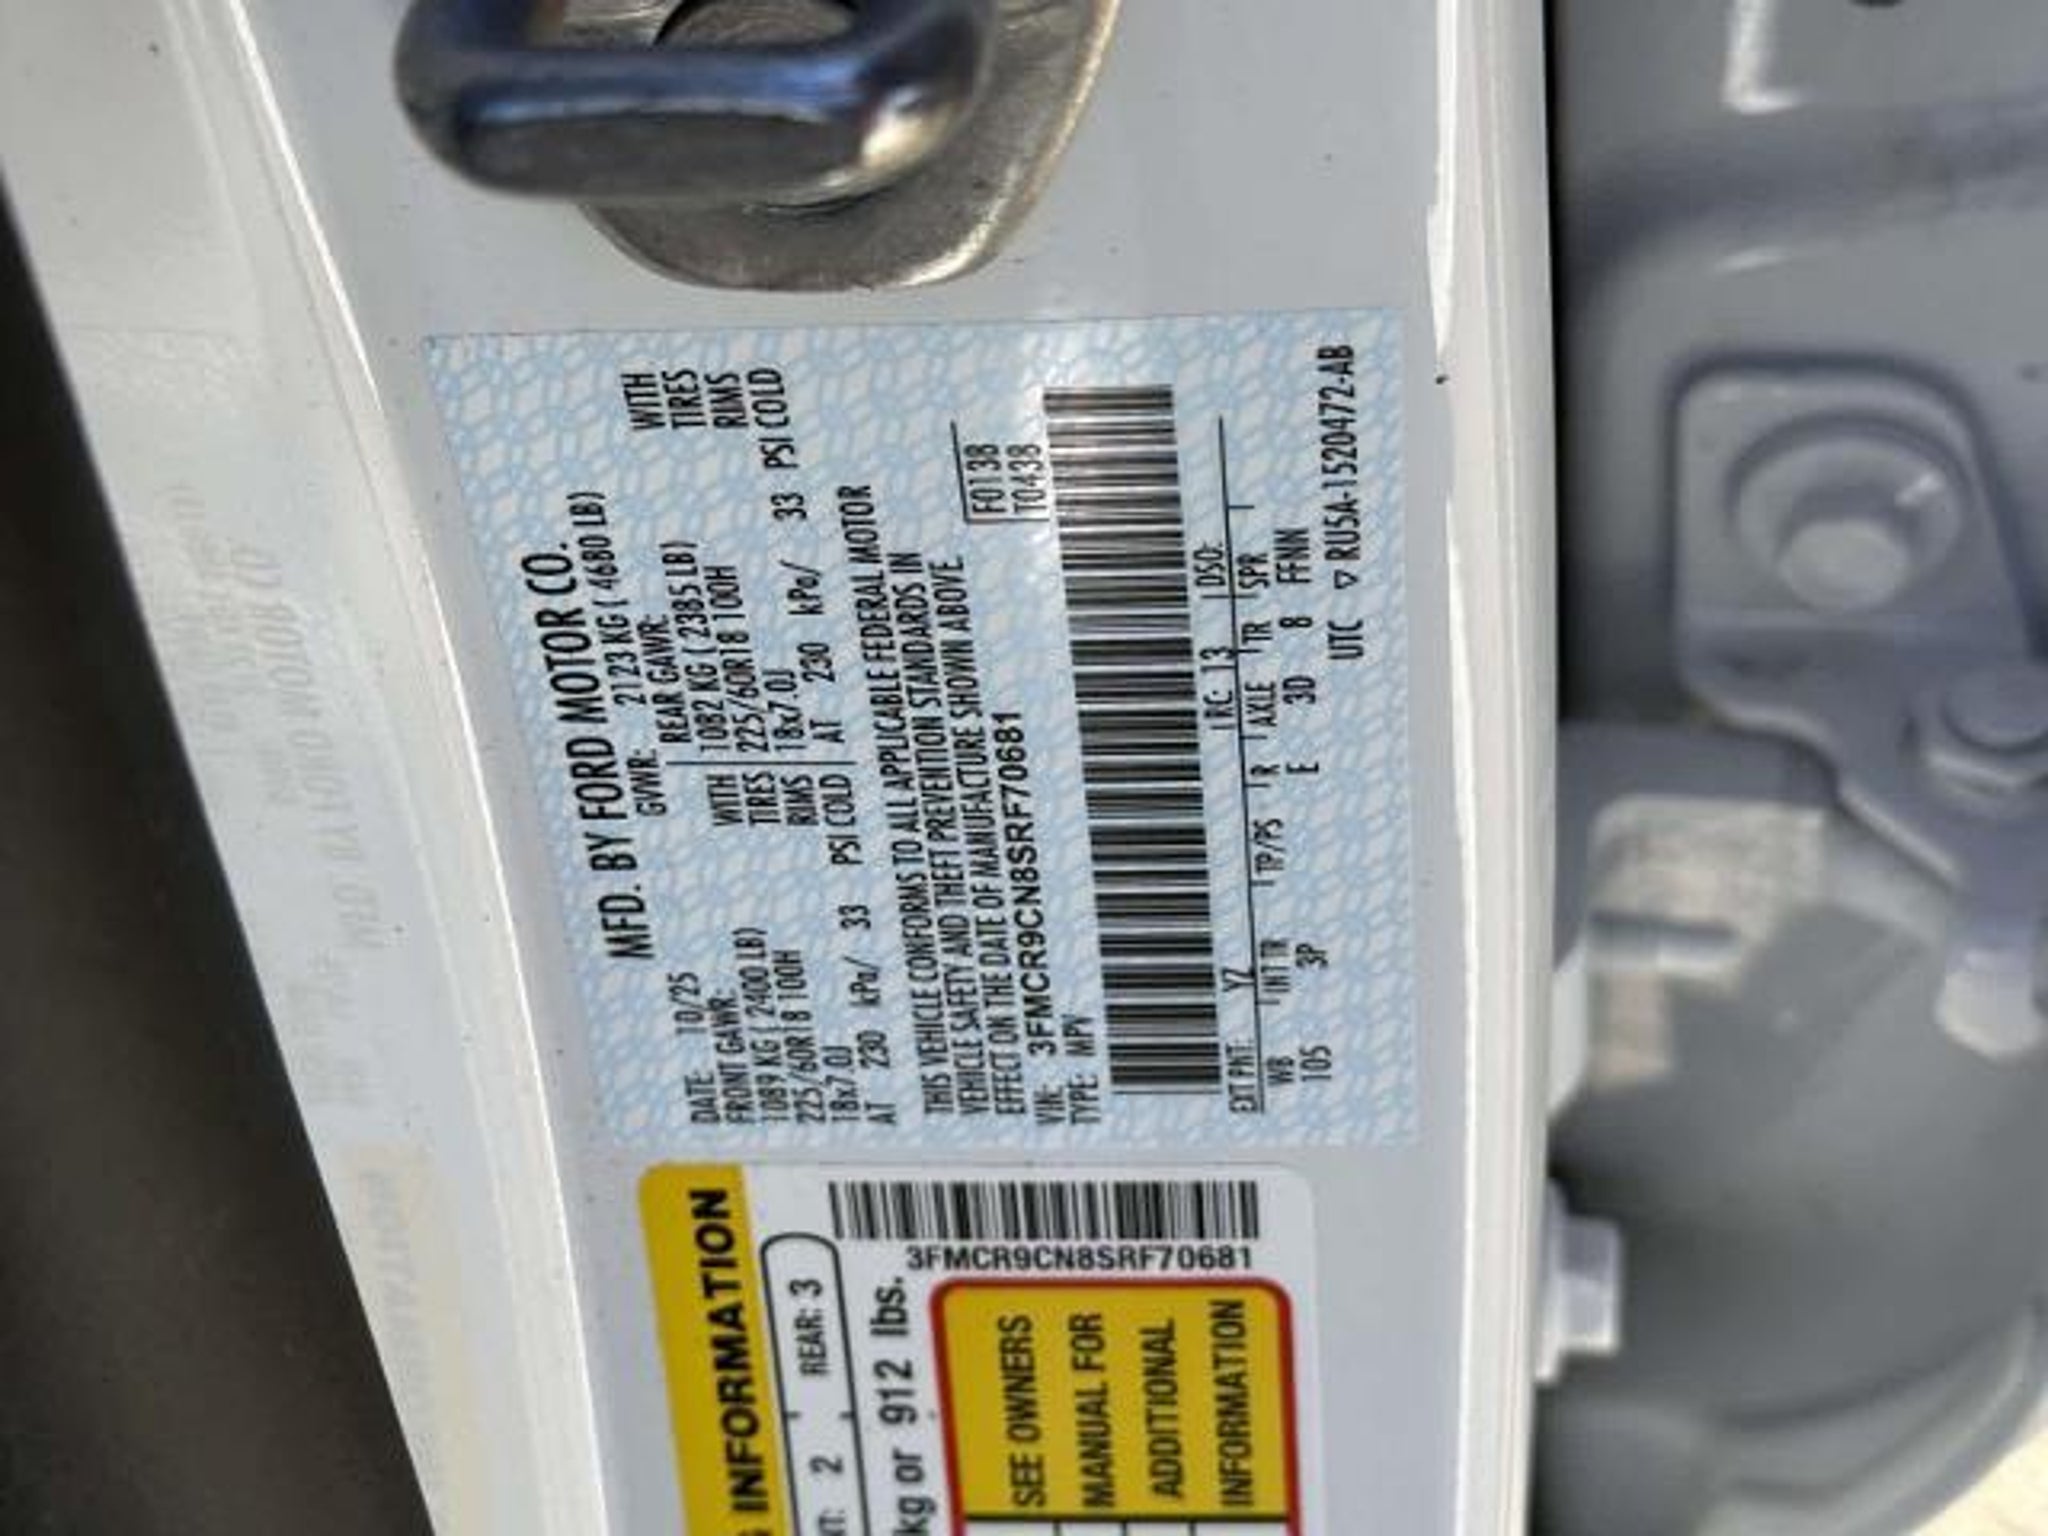 MFD. BY FORD MOTOR CO.
DATE: 10/25 GVWR: 2123 KG ( 4680 LB)
FRONT GAWR: REAR GAWR:
1089 KG ( 2400 LB) WITH 1082 KG ( 2385 LB) WITH
225/60R18 100H TIRES 225/60R18 100H TIRES
18x7.0J RIMS 18x7.0J RIMS
AT 230 kPa/ 33 PSI COLD AT 230 kPa/ 33 PSI COLD
THIS VEHICLE CONFORMS TO ALL APPLICABLE FEDERAL MOTOR
VEHICLE SAFETY AND THEFT PREVENTION STANDARDS IN
EFFECT ON THE DATE OF MANUFACTURE SHOWN ABOVE.
VIN: 3FMCR9CN8SRF70681 F0138
TYPE: MPV T0438
EXT PNT: YZ RC: 13 DSO:
WB INT TR TP/PS R AXLE TR SPR
105 3P E 3D 8 FFNN
UTC ▽ RU5A-1520472-AB
INFORMATION
2 REAR: 3
kg or 912 lbs.
3FMCR9CN8SRF70681
SEE OWNERS
MANUAL FOR
ADDITIONAL
INFORMATION